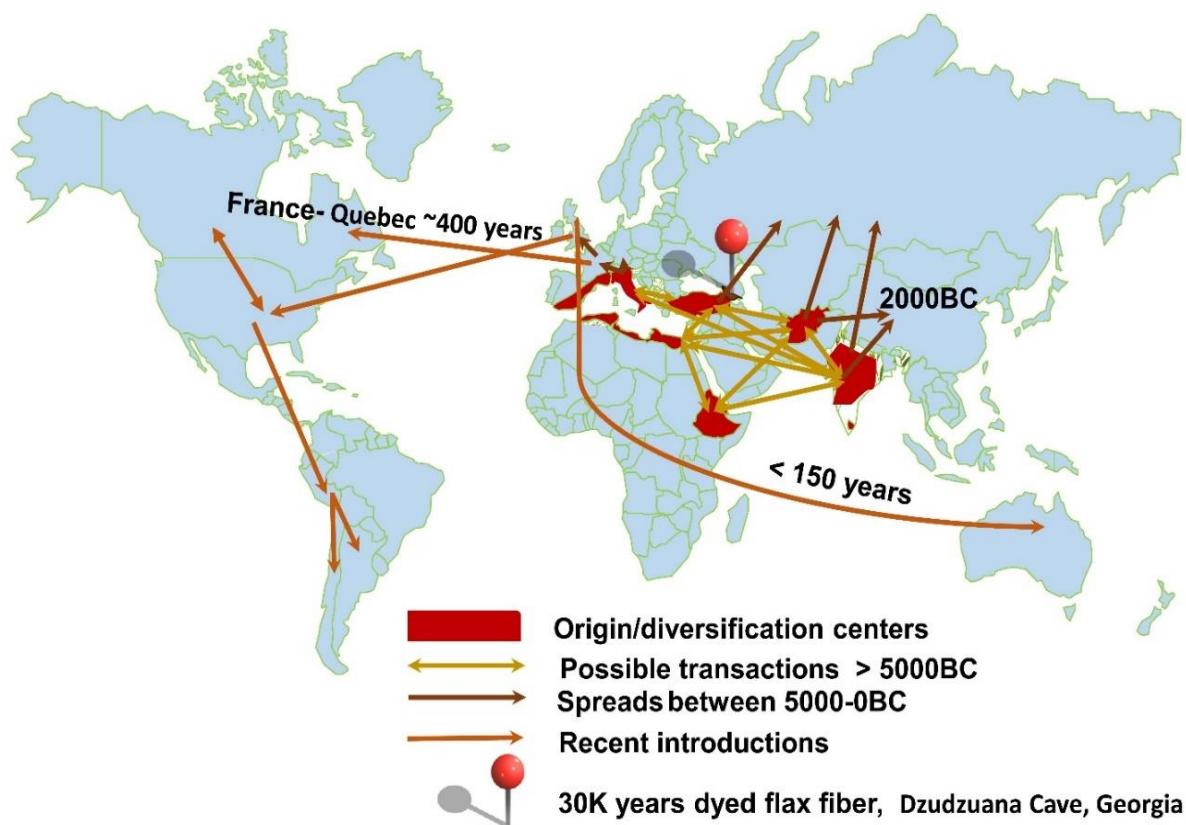 France- Quebec ~400 years
2000BC
< 150 years
Origin/diversification centers
Possible transactions > 5000BC
Spreads between 5000-0BC
Recent introductions
30K years dyed flax fiber, Dzudzuana Cave, Georgia